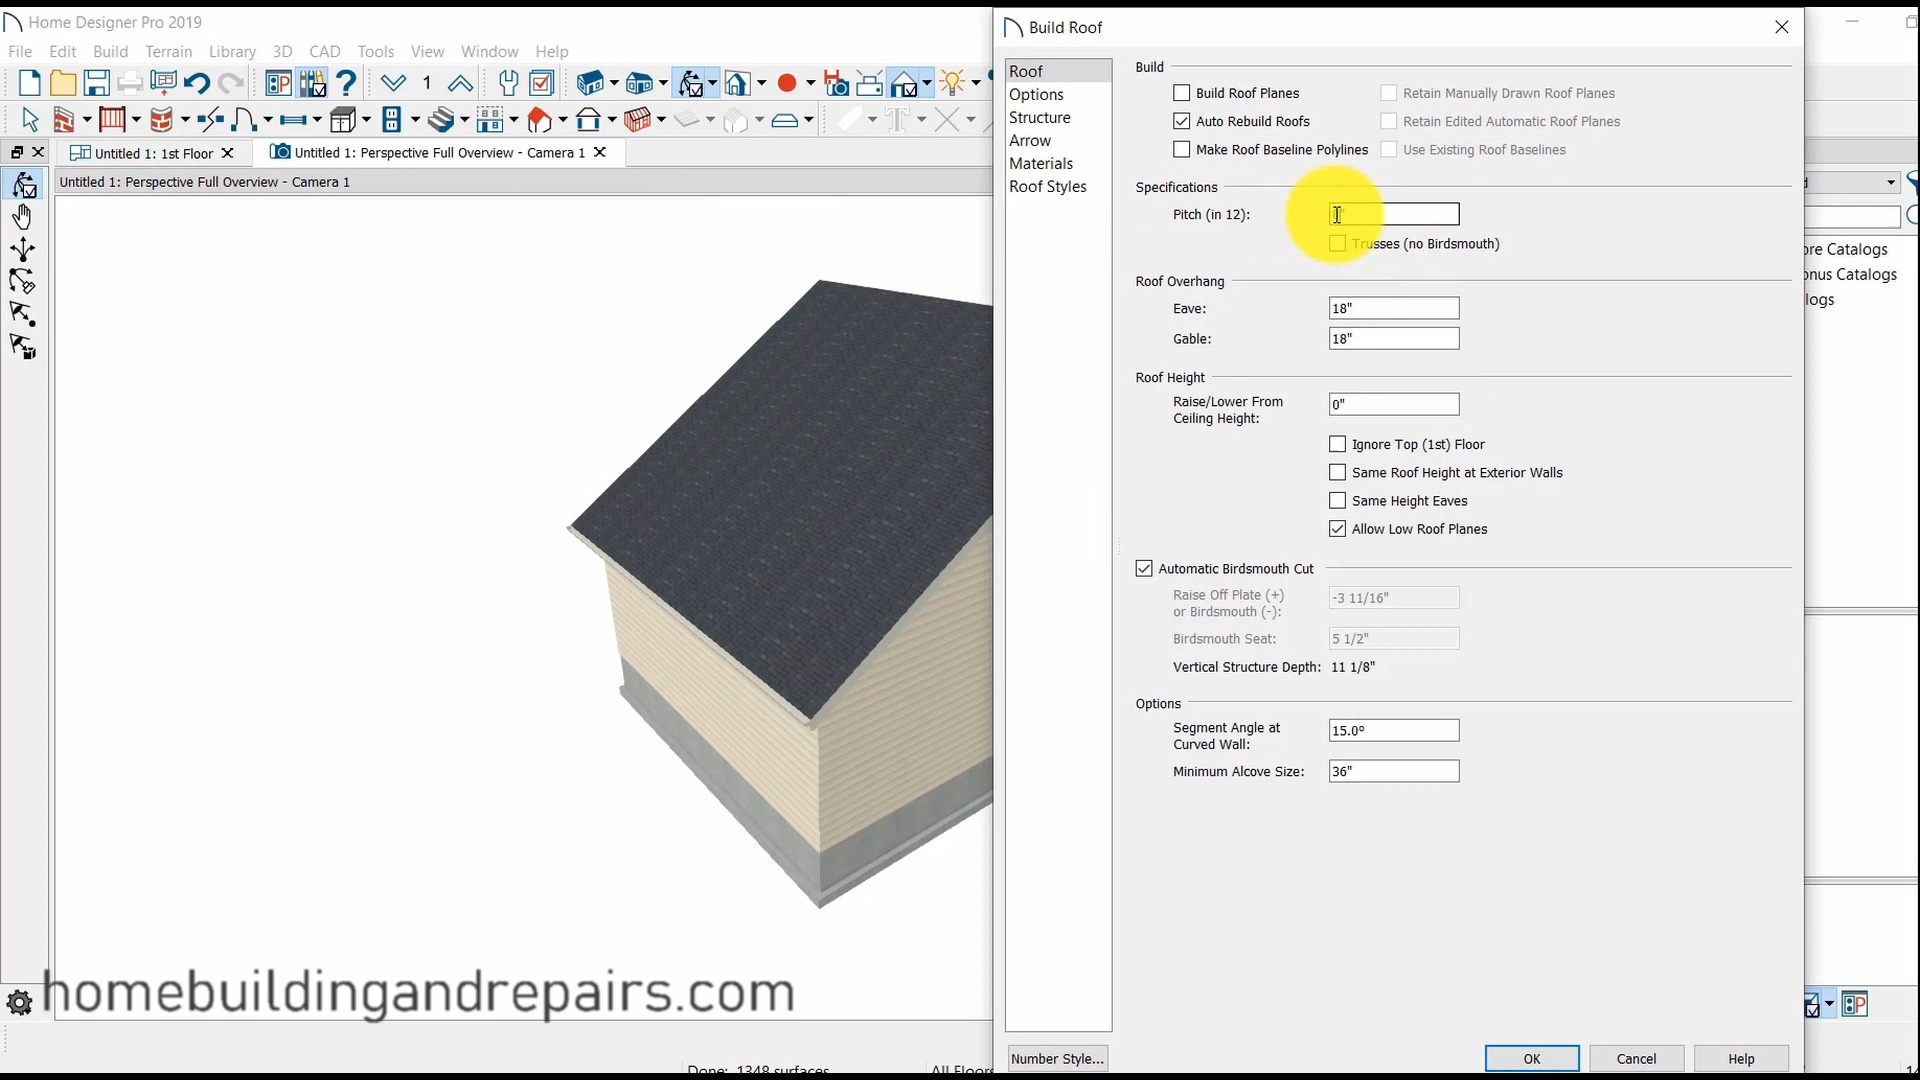 Home Designer Pro 2019
File Edit Build Terrain Library 3D CAD Tools View Window Help
1
Untitled 1: 1st Floor
Untitled 1: Perspective Full Overview - Camera 1
Untitled 1: Perspective Full Overview - Camera 1
Build Roof
Roof
Options
Structure
Arrow
Materials
Roof Styles
Build
Build Roof Planes
Retain Manually Drawn Roof Planes
Auto Rebuild Roofs
Retain Edited Automatic Roof Planes
Make Roof Baseline Polylines
Use Existing Roof Baselines
Specifications
Pitch (in 12):
Trusses (no Birdsmouth)
Roof Overhang
Eave: 18"
Gable: 18"
Roof Height
Raise/Lower From
Ceiling Height: 0"
Ignore Top (1st) Floor
Same Roof Height at Exterior Walls
Same Height Eaves
Allow Low Roof Planes
Automatic Birdsmouth Cut
Raise Off Plate (+)
or Birdsmouth (-): -3 11/16"
Birdsmouth Seat: 5 1/2"
Vertical Structure Depth: 11 1/8"
Options
Segment Angle at
Curved Wall: 15.0°
Minimum Alcove Size: 36"
Number Style...
OK Cancel Help
ore Catalogs
onus Catalogs
logs
homebuildingandrepairs.com
Done: 1348 surfaces
All Floors